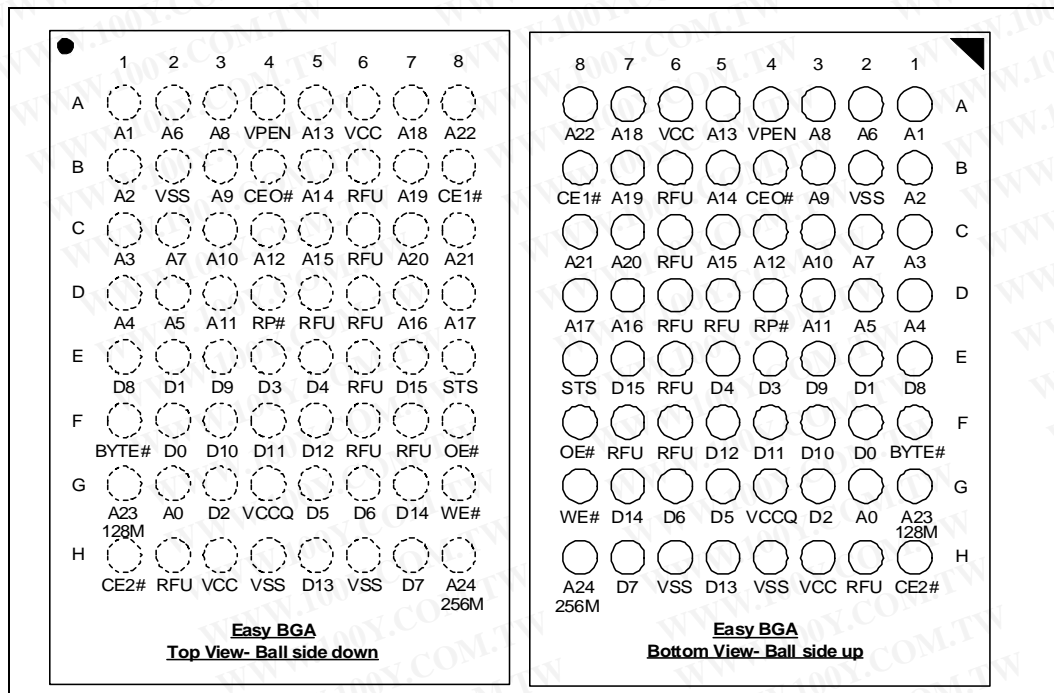 1 2 3 4 5 6 7 8
A
A1 A6 A8 VPEN A13 VCC A18 A22
B
A2 VSS A9 CEO# A14 RFU A19 CE1#
C
A3 A7 A10 A12 A15 RFU A20 A21
D
A4 A5 A11 RP# RFU RFU A16 A17
E
D8 D1 D9 D3 D4 RFU D15 STS
F
BYTE# D0 D10 D11 D12 RFU RFU OE#
G
A23 A0 D2 VCCQ D5 D6 D14 WE#
128M
H
CE2# RFU VCC VSS D13 VSS D7 A24
256M
Easy BGA
Top View- Ball side down
8 7 6 5 4 3 2 1
A
A22 A18 VCC A13 VPEN A8 A6 A1
B
CE1# A19 RFU A14 CEO# A9 VSS A2
C
A21 A20 RFU A15 A12 A10 A7 A3
D
A17 A16 RFU RFU RP# A11 A5 A4
E
STS D15 RFU D4 D3 D9 D1 D8
F
OE# RFU RFU D12 D11 D10 D0 BYTE#
G
WE# D14 D6 D5 VCCQ D2 A0 A23
128M
H
A24 D7 VSS D13 VSS VCC RFU CE2#
256M
Easy BGA
Bottom View- Ball side up
WWW.100Y.COM.TW